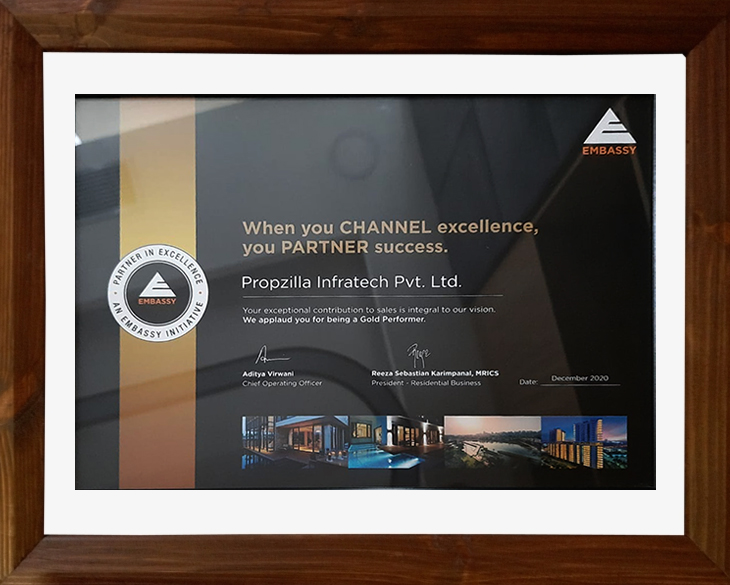 EMBASSY
When you CHANNEL excellence,
you PARTNER success.
Propzilla Infratech Pvt. Ltd.
Your exceptional contribution to sales is integral to our vision.
We applaud you for being a Gold Performer.
PARTNER IN EXCELLENCE
EMBASSY
AN EMBASSY INITIATIVE
Aditya Virwani
Chief Operating Officer
Reeza Sebastian Karimpanal, MRICS
President - Residential Business
Date: December 2020